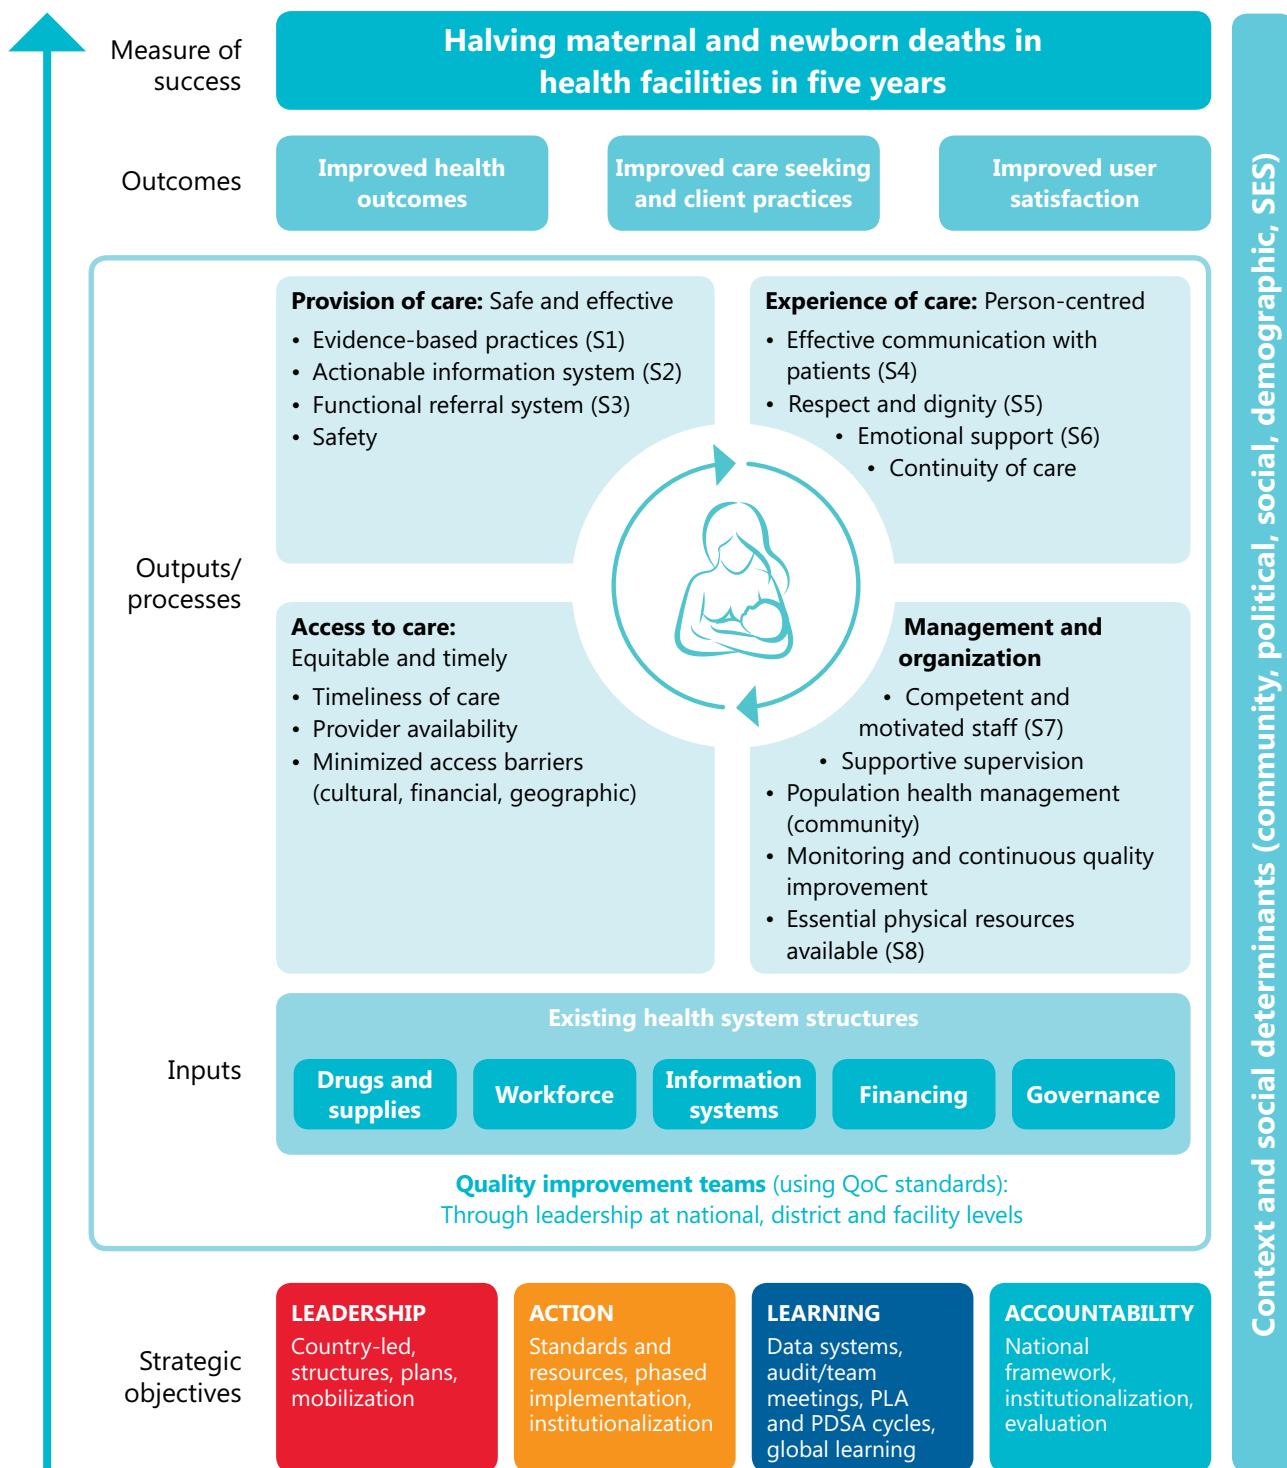 Measure of
success
Halving maternal and newborn deaths in
health facilities in five years
Outcomes
Improved health
outcomes
Improved care seeking
and client practices
Improved user
satisfaction
Outputs/
processes
Provision of care: Safe and effective
• Evidence-based practices (S1)
• Actionable information system (S2)
• Functional referral system (S3)
• Safety
Experience of care: Person-centred
• Effective communication with
patients (S4)
• Respect and dignity (S5)
• Emotional support (S6)
• Continuity of care
Access to care:
Equitable and timely
• Timeliness of care
• Provider availability
• Minimized access barriers
(cultural, financial, geographic)
Management and
organization
• Competent and
motivated staff (S7)
• Supportive supervision
• Population health management
(community)
• Monitoring and continuous quality
improvement
• Essential physical resources
available (S8)
Inputs
Existing health system structures
Drugs and
supplies
Workforce
Information
systems
Financing
Governance
Quality improvement teams (using QoC standards):
Through leadership at national, district and facility levels
Strategic
objectives
LEADERSHIP
Country-led,
structures, plans,
mobilization
ACTION
Standards and
resources, phased
implementation,
institutionalization
LEARNING
Data systems,
audit/team
meetings, PLA
and PDSA cycles,
global learning
ACCOUNTABILITY
National
framework,
institutionalization,
evaluation
Context and social determinants (community, political, social, demographic, SES)